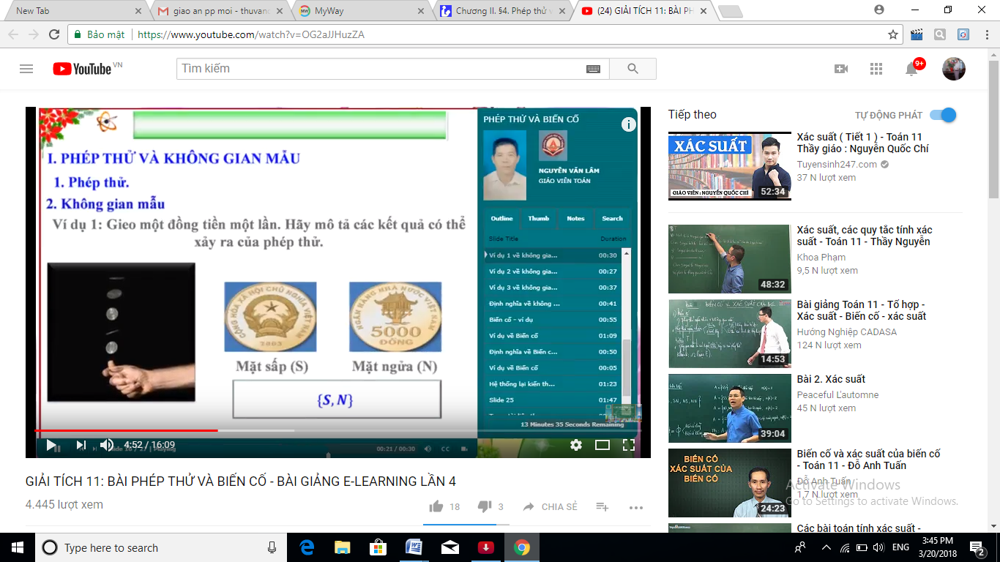 New Tab
giao an pp moi - thuvan
MyWay
Chương II. §4. Phép thử v
(24) GIẢI TÍCH 11: BÀI PH
Bảo mật
https://www.youtube.com/watch?v=OG2aJJHuzZA
YouTube VN
Tìm kiếm
9+
I. PHÉP THỬ VÀ KHÔNG GIAN MẪU
1. Phép thử.
2. Không gian mẫu
Ví dụ 1: Gieo một đồng tiền một lần. Hãy mô tả các kết quả có thể
xảy ra của phép thử.
CỘNG HÒA XÃ HỘI CHỦ NGHĨA VIỆT NAM
2003
NGÂN HÀNG NHÀ NƯỚC VIỆT NAM
5000
ĐỒNG
Mặt sấp (S)
Mặt ngửa (N)
{S, N}
PHÉP THỬ VÀ BIẾN CỐ
NGUYỄN VĂN LÂM
GIÁO VIÊN TOÁN
Outline Thumb Notes Search
Slide Title Duration
Ví dụ 1 về không gia... 00:30
Ví dụ 2 về không gia... 00:27
Ví dụ 3 về không gia... 00:37
Định nghĩa về không ... 00:41
Biến cố - ví dụ 00:55
Ví dụ về Biến cố 01:09
Định nghĩa về Biến c... 00:50
Ví dụ về Biến cố 00:05
Hệ thống lại kiến th... 01:23
Slide 25 01:47
13 Minutes 35 Seconds Remaining
4:52 / 16:09
00:21 / 00:30
CC
GIẢI TÍCH 11: BÀI PHÉP THỬ VÀ BIẾN CỐ - BÀI GIẢNG E-LEARNING LẦN 4
4.445 lượt xem
18
3
CHIA SẺ
Tiếp theo
TỰ ĐỘNG PHÁT
XÁC SUẤT
GIÁO VIÊN : NGUYỄN QUỐC CHÍ
52:34
Xác suất ( Tiết 1 ) - Toán 11
Thầy giáo : Nguyễn Quốc Chí
Tuyensinh247.com
37 N lượt xem
48:32
Xác suất, các quy tắc tính xác
suất - Toán 11 - Thầy Nguyễn
Khoa Phạm
9,5 N lượt xem
14:53
Bài giảng Toán 11 - Tổ hợp -
Xác suất - Biến cố - xác suất
Hướng Nghiệp CADASA
124 N lượt xem
39:04
Bài 2. Xác suất
Peaceful L'automne
45 N lượt xem
BIẾN CỐ
XÁC SUẤT CỦA
BIẾN CỐ
24:23
Biến cố và xác suất của biến cố
- Toán 11 - Đỗ Anh Tuấn
Đỗ Anh Tuấn
1,7 N lượt xem
Các bài toán tính xác suất -
Activate Windows
Go to Settings to activate Windows.
Type here to search
ENG
3:45 PM
3/20/2018
2